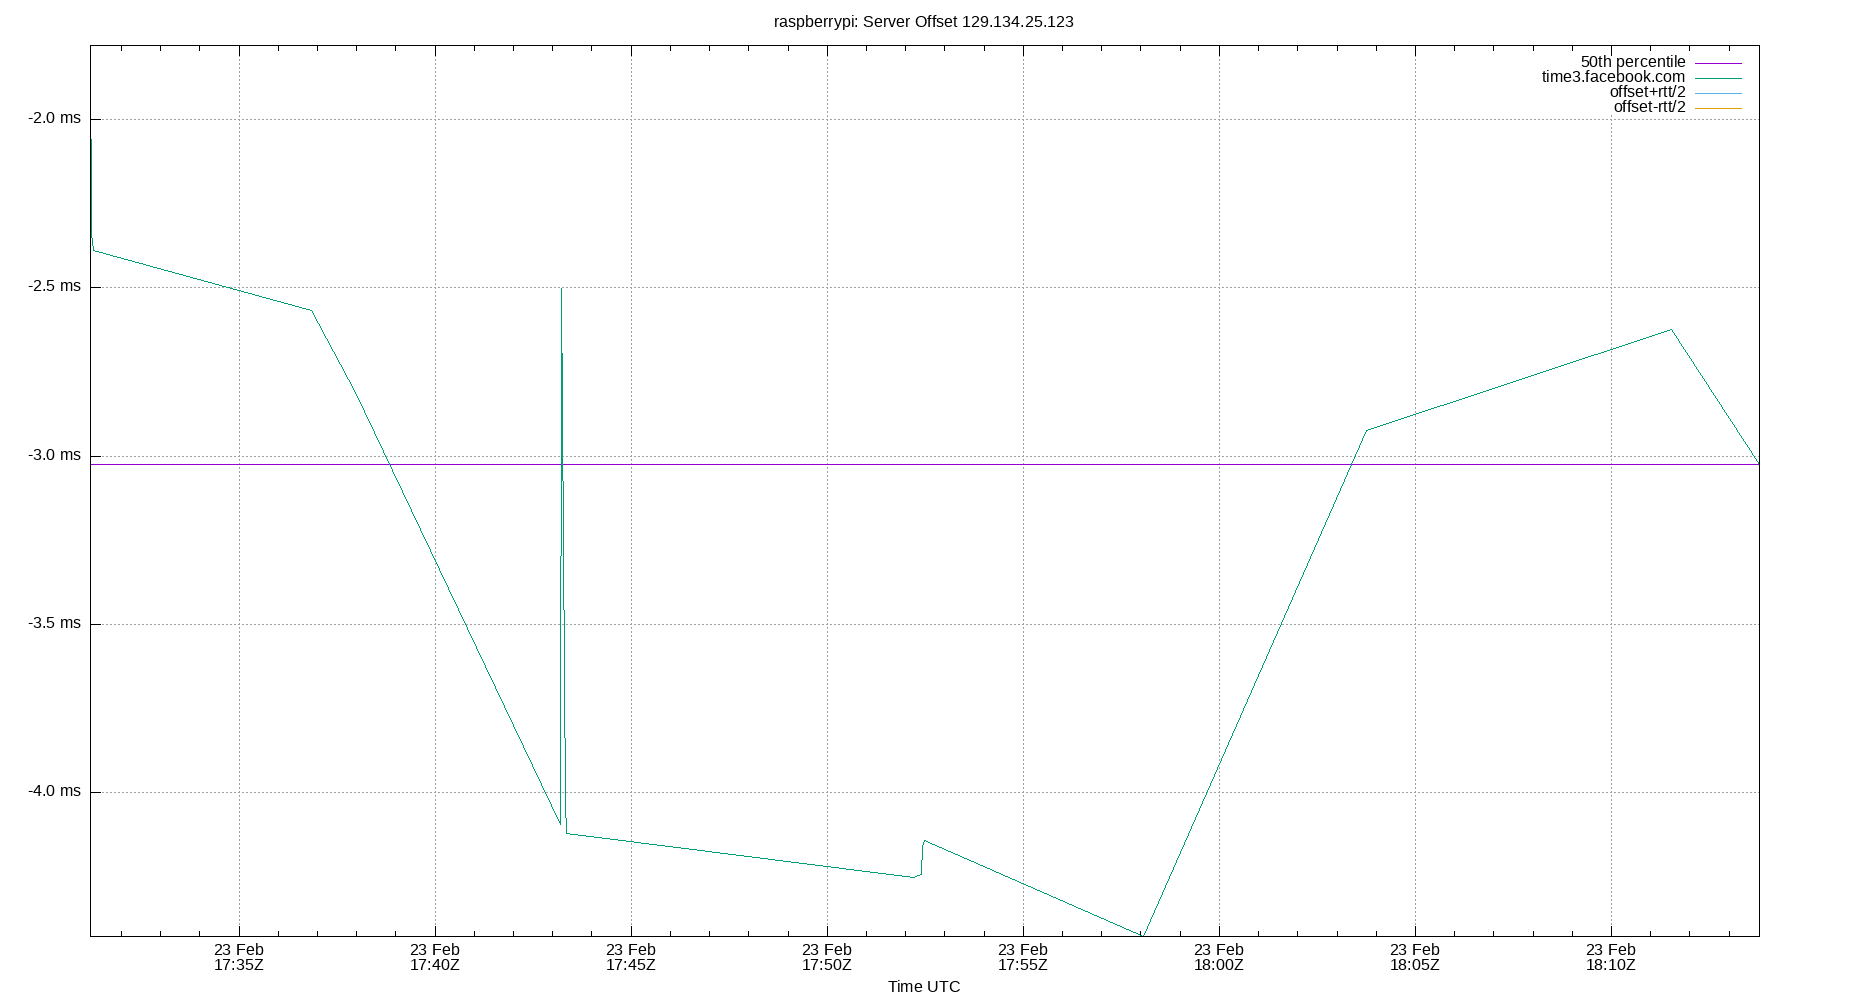 raspberrypi: Server Offset 129.134.25.123
50th percentile
time3.facebook.com
offset+rtt/2
offset-rtt/2
-2.0 ms
-2.5 ms
-3.0 ms
-3.5 ms
-4.0 ms
23 Feb 23 Feb 23 Feb 23 Feb 23 Feb 23 Feb 23 Feb 23 Feb
17:35Z 17:40Z 17:45Z 17:50Z 17:55Z 18:00Z 18:05Z 18:10Z
Time UTC